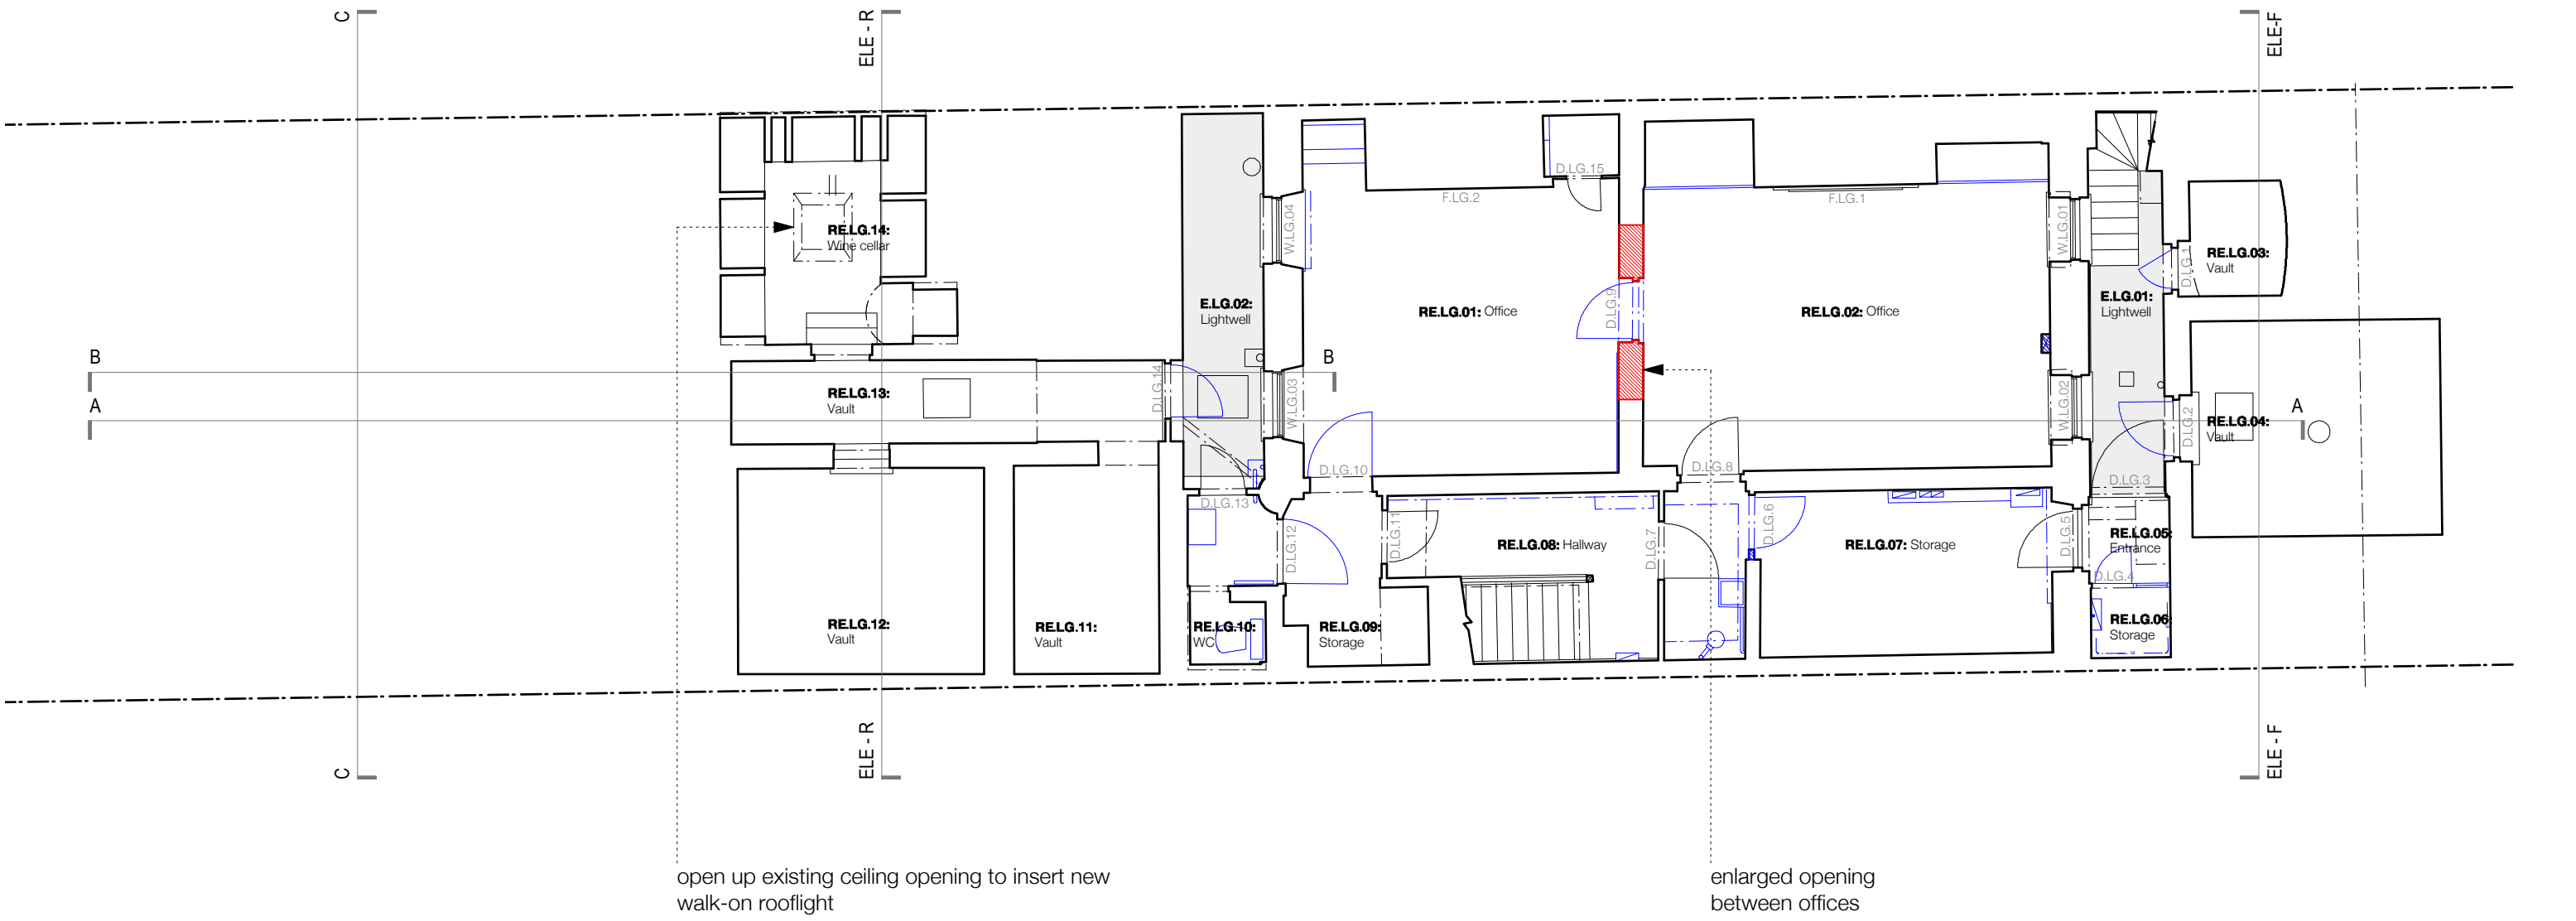 C
ELE - R
ELE-F
D.LG.15
F.LG.2
F.LG.1
W.LG.04
W.LG.01
RE.LG.14:
Wine cellar
D.LG.1
RE.LG.03:
Vault
E.LG.02:
Lightwell
D.LG.9
RE.LG.01: Office
RE.LG.02: Office
E.LG.01:
Lightwell
B
B
A
D.LG.14
RE.LG.13:
Vault
W.LG.03
W.LG.02
A
D.LG.2
RE.LG.04:
Vault
D.LG.10
D.LG.8
D.LG.3
D.LG.13
D.LG.12
D.LG.11
RE.LG.08: Hallway
D.LG.7
D.LG.6
RE.LG.07: Storage
D.LG.5
RE.LG.05:
Entrance
D.LG.4
RE.LG.12:
Vault
RE.LG.11:
Vault
RE.LG.10:
WC
RE.LG.09:
Storage
RE.LG.06:
Storage
C
ELE - R
ELE - F
open up existing ceiling opening to insert new
walk-on rooflight
enlarged opening
between offices